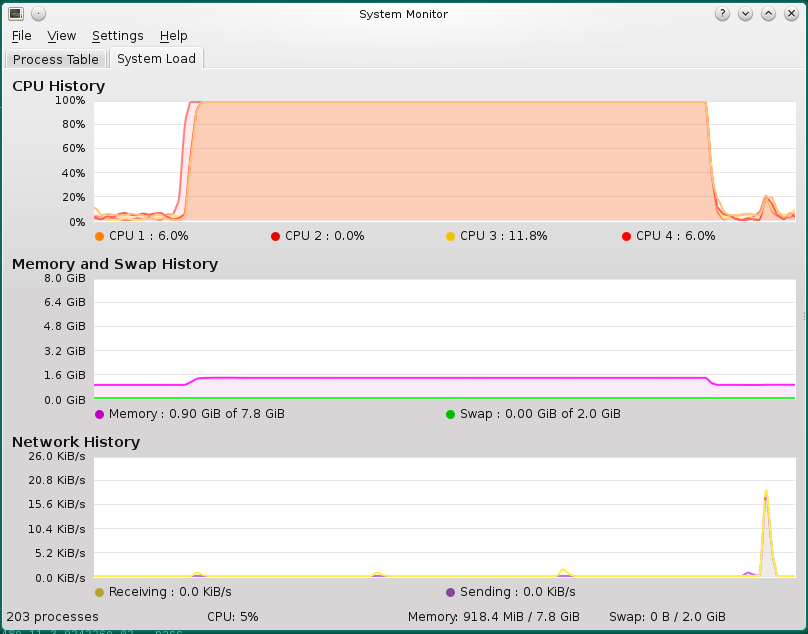 System Monitor
?
File View Settings Help
Process Table System Load
CPU History
100%
80%
60%
40%
20%
0%
CPU 1 : 6.0% CPU 2 : 0.0% CPU 3 : 11.8% CPU 4 : 6.0%
Memory and Swap History
8.0 GiB
6.4 GiB
4.8 GiB
3.2 GiB
1.6 GiB
0.0 GiB
Memory : 0.90 GiB of 7.8 GiB Swap : 0.00 GiB of 2.0 GiB
Network History
26.0 KiB/s
20.8 KiB/s
15.6 KiB/s
10.4 KiB/s
5.2 KiB/s
0.0 KiB/s
Receiving : 0.0 KiB/s Sending : 0.0 KiB/s
203 processes CPU: 5% Memory: 918.4 MiB / 7.8 GiB Swap: 0 B / 2.0 GiB